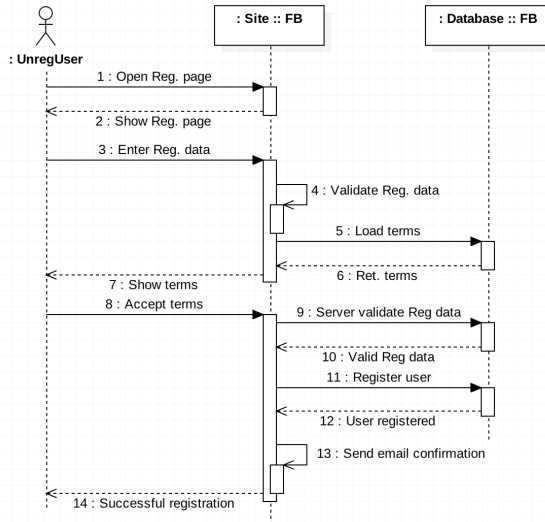 : Site :: FB
: Database :: FB
: UnregUser
1 : Open Reg. page
2 : Show Reg. page
3 : Enter Reg. data
4 : Validate Reg. data
5 : Load terms
6 : Ret. terms
7 : Show terms
8 : Accept terms
9 : Server validate Reg data
10 : Valid Reg data
11 : Register user
12 : User registered
13 : Send email confirmation
14 : Successful registration